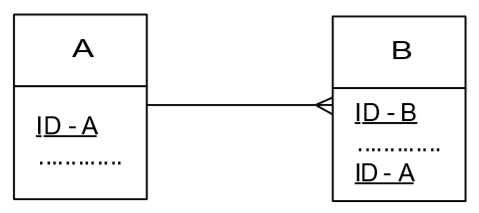 A
ID - A
.............
B
ID - B
.............
ID - A